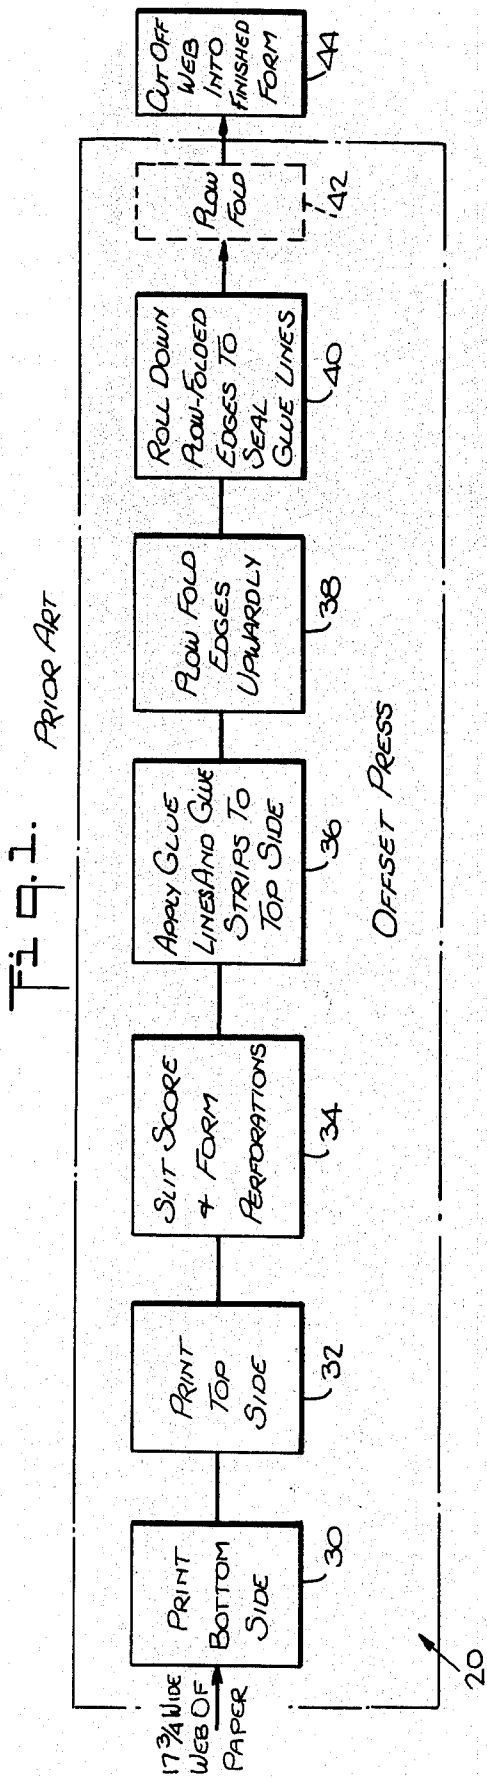 Fig.1.
PRIOR ART
17 3/4 WIDE
WEB OF
PAPER
PRINT
BOTTOM
SIDE
30
PRINT
TOP
SIDE
32
SLIT SCORE
& FORM
PERFORATIONS
34
APPLY GLUE
LINES AND GLUE
STRIPS TO
TOP SIDE
36
PLOW FOLD
EDGES
UPWARDLY
38
ROLL DOWN
PLOW-FOLDED
EDGES TO
SEAL
GLUE LINES
40
PLOW
FOLD
42
CUT OFF
WEB
INTO
FINISHED
FORM
44
OFFSET PRESS
20